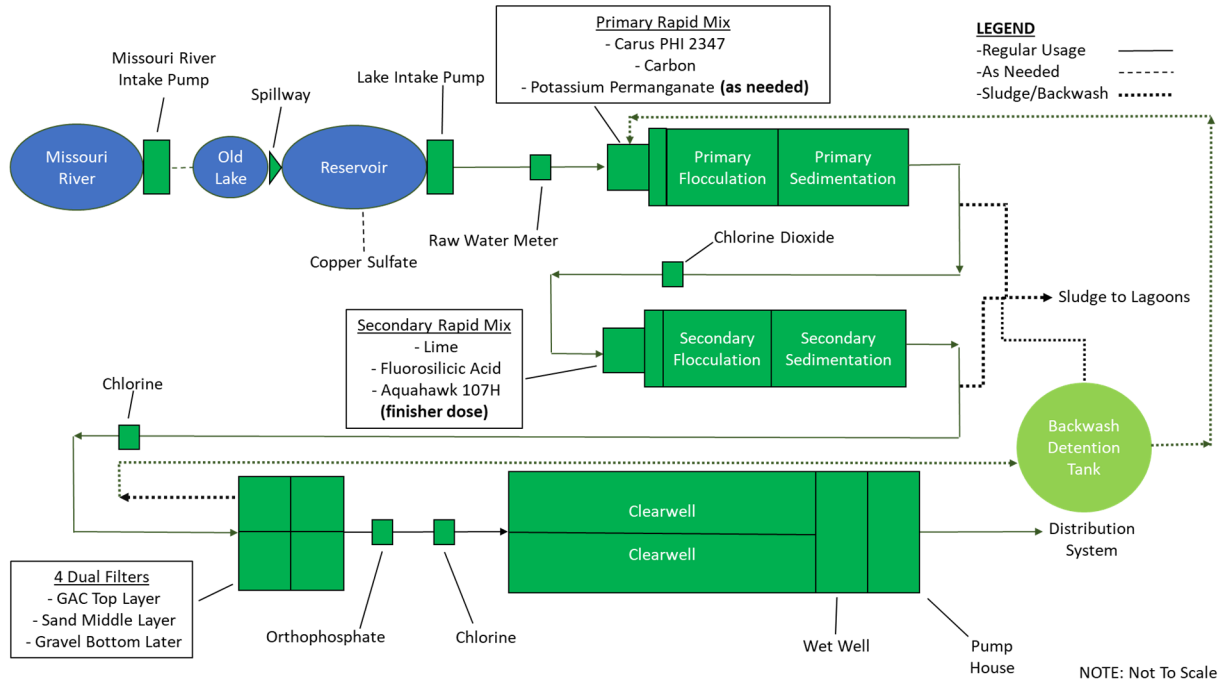 Primary Rapid Mix
- Carus PHI 2347
- Carbon
- Potassium Permanganate (as needed)
LEGEND
-Regular Usage
-As Needed
-Sludge/Backwash
Missouri River
Intake Pump
Spillway
Lake Intake Pump
Missouri
River
Old
Lake
Reservoir
Primary
Flocculation
Primary
Sedimentation
Raw Water Meter
Copper Sulfate
Chlorine Dioxide
Sludge to Lagoons
Secondary Rapid Mix
- Lime
- Fluorosilicic Acid
- Aquahawk 107H
(finisher dose)
Secondary
Flocculation
Secondary
Sedimentation
Chlorine
Backwash
Detention
Tank
Clearwell
Clearwell
Distribution
System
4 Dual Filters
- GAC Top Layer
- Sand Middle Layer
- Gravel Bottom Later
Orthophosphate
Chlorine
Wet Well
Pump
House
NOTE: Not To Scale